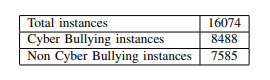 Total instances 16074
Cyber Bullying instances 8488
Non Cyber Bullying instances 7585